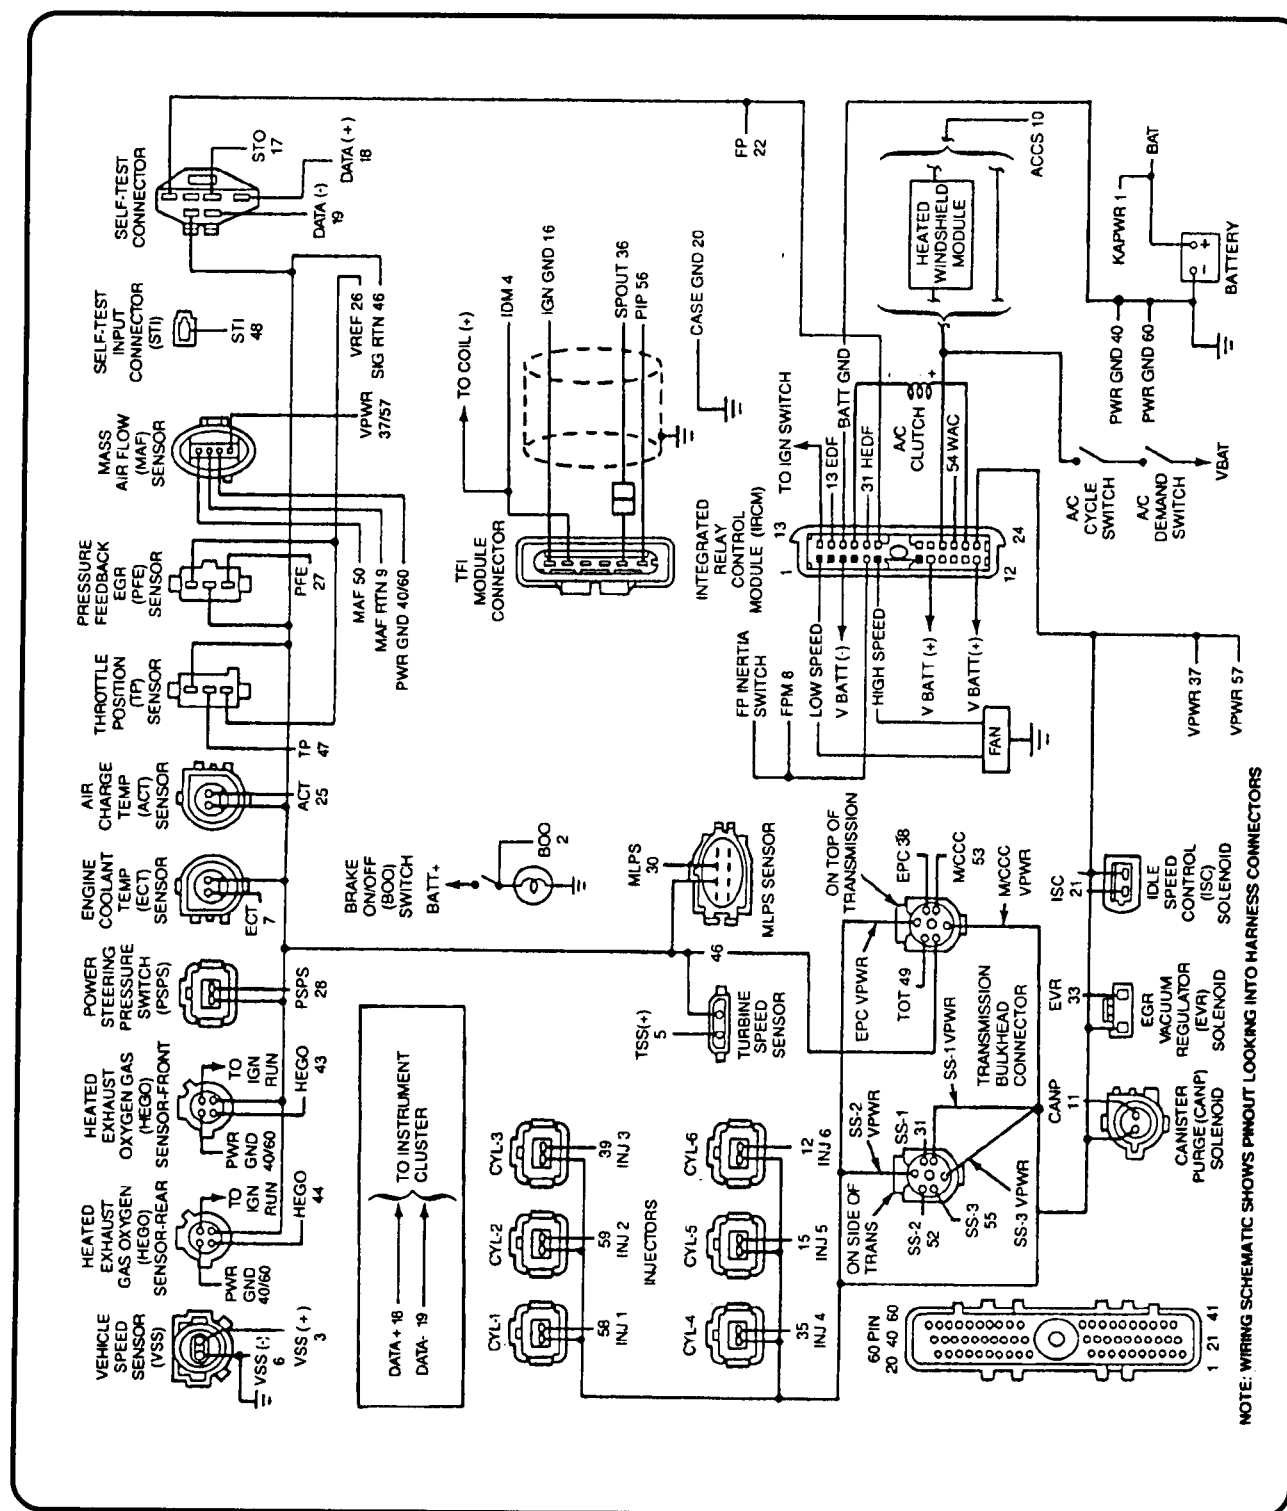 VEHICLE
SPEED
SENSOR
(VSS)
VSS (-)
6
VSS (+)
3
HEATED
EXHAUST
GAS OXYGEN
(HEGO)
SENSOR-REAR
PWR
GND
40/60
TO
IGN
RUN
HEGO
44
HEATED
EXHAUST
OXYGEN GAS
(HEGO)
SENSOR-FRONT
PWR
GND
40/60
TO
IGN
RUN
HEGO
43
POWER
STEERING
PRESSURE
SWITCH
(PSPS)
PSPS
28
ENGINE
COOLANT
TEMP
(ECT)
SENSOR
ECT
7
AIR
CHARGE
TEMP
(ACT)
SENSOR
ACT
25
THROTTLE
POSITION
(TP)
SENSOR
TP
47
PRESSURE
FEEDBACK
EGR
(PFE)
SENSOR
PFE
27
MASS
AIR FLOW
(MAF)
SENSOR
MAF 50
MAF RTN 9
PWR GND 40/60
VPWR
37/57
SELF-TEST
INPUT
CONNECTOR
(STI)
STI
48
VREF 26
SIG RTN 46
SELF-TEST
CONNECTOR
STO
17
DATA (+)
18
DATA (-)
19
FP
22
DATA + 18
DATA- 19
TO INSTRUMENT
CLUSTER
BRAKE
ON/OFF
(BOO)
SWITCH
BATT+
BOO
2
TFI
MODULE
CONNECTOR
TO COIL (+)
IDM 4
IGN GND 16
SPOUT 36
PIP 56
CASE GND 20
CYL-1
58
INJ 1
CYL-2
59
INJ 2
CYL-3
39
INJ 3
INJECTORS
CYL-4
35
INJ 4
CYL-5
15
INJ 5
CYL-6
12
INJ 6
TSS(+)
5
TURBINE
SPEED
SENSOR
46
MLPS
30
MLPS SENSOR
INTEGRATED
RELAY
CONTROL
MODULE (IRCM)
1
13
12
24
FP INERTIA
SWITCH
FPM 8
LOW SPEED
V BATT (-)
HIGH SPEED
V BATT (+)
V BATT(+)
FAN
TO IGN SWITCH
13 EDF
BATT GND
31 HEDF
A/C
CLUTCH
+
54 WAC
HEATED
WINDSHIELD
MODULE
ACCS 10
A/C
CYCLE
SWITCH
A/C
DEMAND
SWITCH
VBAT
PWR GND 40
PWR GND 60
KAPWR 1
BAT
- +
BATTERY
ON SIDE OF
TRANS
SS-2
VPWR
SS-1
31
SS-2
52
SS-3
55
SS-3 VPWR
SS-1 VPWR
TRANSMISSION
BULKHEAD
CONNECTOR
EPC VPWR
TOT 49
ON TOP OF
TRANSMISSION
EPC 38
M/CCC
53
M/CCC
VPWR
60 PIN
20 40 60
1 21 41
CANP
11
CANISTER
PURGE (CANP)
SOLENOID
EVR
33
EGR
VACUUM
REGULATOR
(EVR)
SOLENOID
ISC
21
IDLE
SPEED
CONTROL
(ISC)
SOLENOID
VPWR 37
VPWR 57
NOTE: WIRING SCHEMATIC SHOWS PINOUT LOOKING INTO HARNESS CONNECTORS